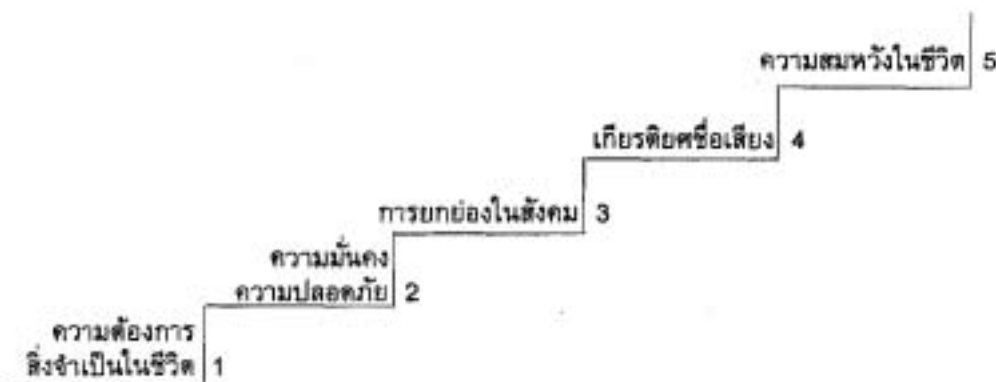 ความสมหวังในชีวิต 5
เกียรติยศชื่อเสียง 4
การยกย่องในสังคม 3
ความมั่นคง
ความปลอดภัย 2
ความต้องการ
สิ่งจำเป็นในชีวิต 1